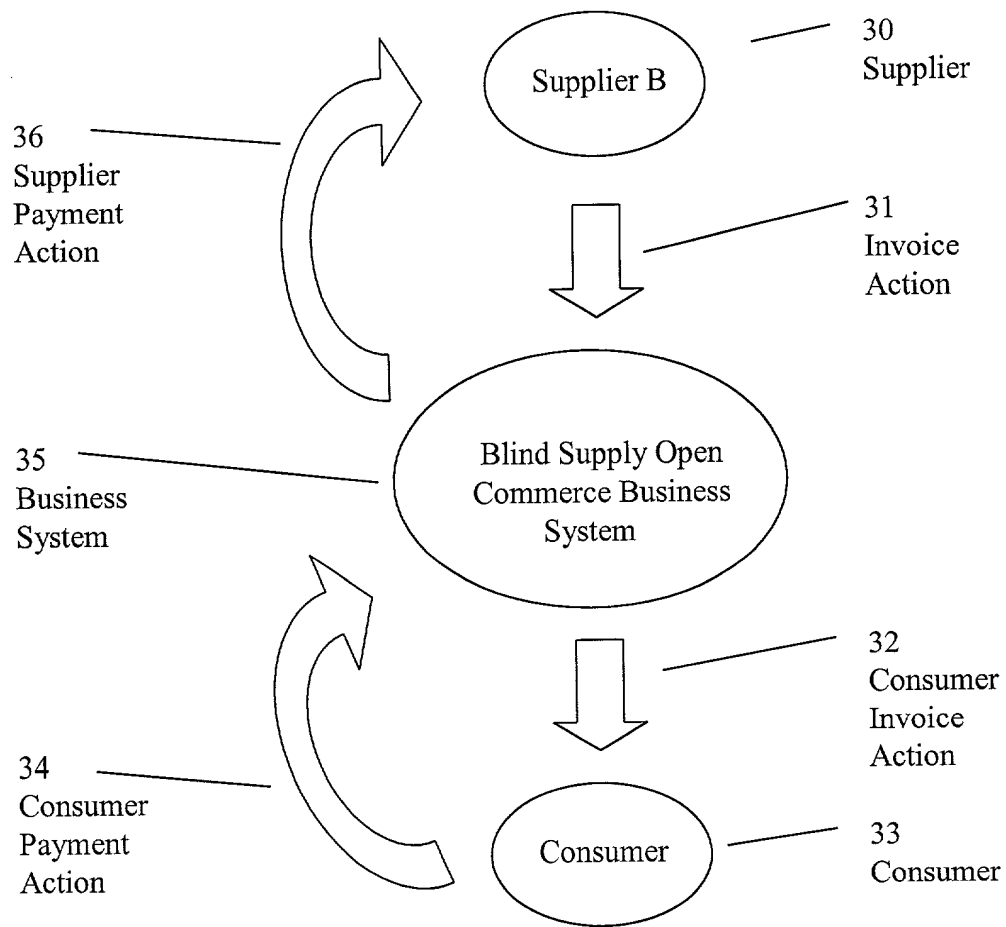 30
Supplier
Supplier B
36
Supplier
Payment
Action
31
Invoice
Action
35
Business
System
Blind Supply Open
Commerce Business
System
32
Consumer
Invoice
Action
34
Consumer
Payment
Action
Consumer
33
Consumer